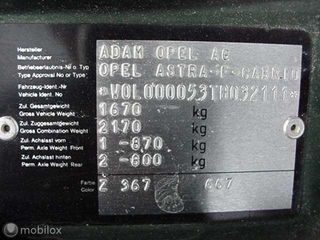 Hersteller
Manufacturer
ADAM OPEL AG
Betriebserlaubnis-Nr
Type Approval No or Type
OPEL ASTRA-F-CABRIO
Fahrzeug-Ident.-Nr
Vehicle Ident. No
*W0L000053TN032111*
Zul. Gesamtgewicht
Gross Vehicle Weight
1670 kg
Zul. Zuggesamtgewicht
Gross Combination Weight
2170 kg
Zul. Achslast vorn
Perm. Axle Weight Front
1 -870 kg
Zul. Achslast hinten
Perm. Axle Weight Rear
2 -800 kg
Farbe
Color
Z 367 667
© Mobilox